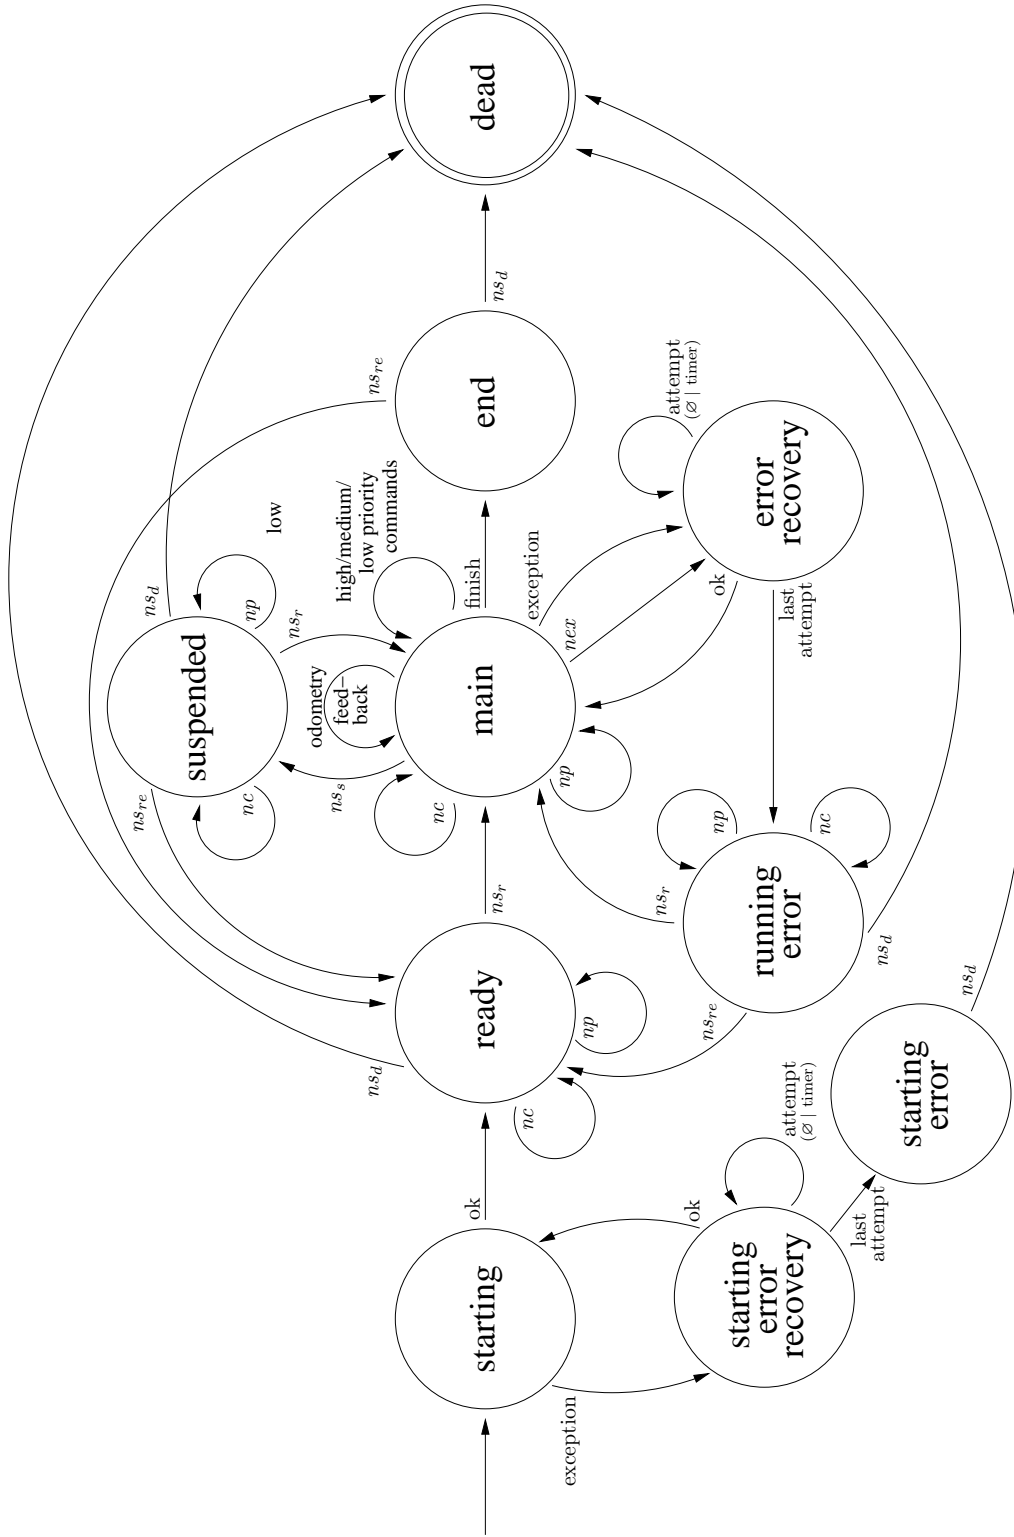 ns_re
ns_d
suspended
nc
np
low
ns_r
odometry
feed–
back
ns_s
high/medium/
low priority
commands
ns_d
ns_re
nc
ok
finish
starting
ready
main
end
dead
ns_r
ns_d
nc
exception
exception
np
np
nex
ns_r
ok
ok
attempt
(∅ | timer)
ns_re
np
starting
error
recovery
running
error
error
recovery
attempt
(∅ | timer)
last
attempt
nc
last
attempt
ns_d
starting
error
ns_d